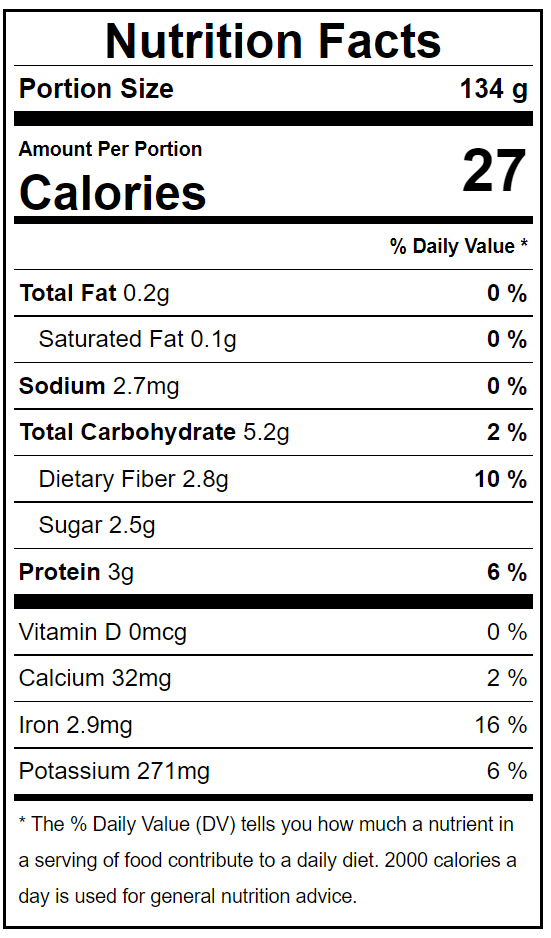 Nutrition Facts
Portion Size 134 g
Amount Per Portion
Calories 27
% Daily Value *
Total Fat 0.2g 0 %
Saturated Fat 0.1g 0 %
Sodium 2.7mg 0 %
Total Carbohydrate 5.2g 2 %
Dietary Fiber 2.8g 10 %
Sugar 2.5g
Protein 3g 6 %
Vitamin D 0mcg 0 %
Calcium 32mg 2 %
Iron 2.9mg 16 %
Potassium 271mg 6 %
* The % Daily Value (DV) tells you how much a nutrient in
a serving of food contribute to a daily diet. 2000 calories a
day is used for general nutrition advice.